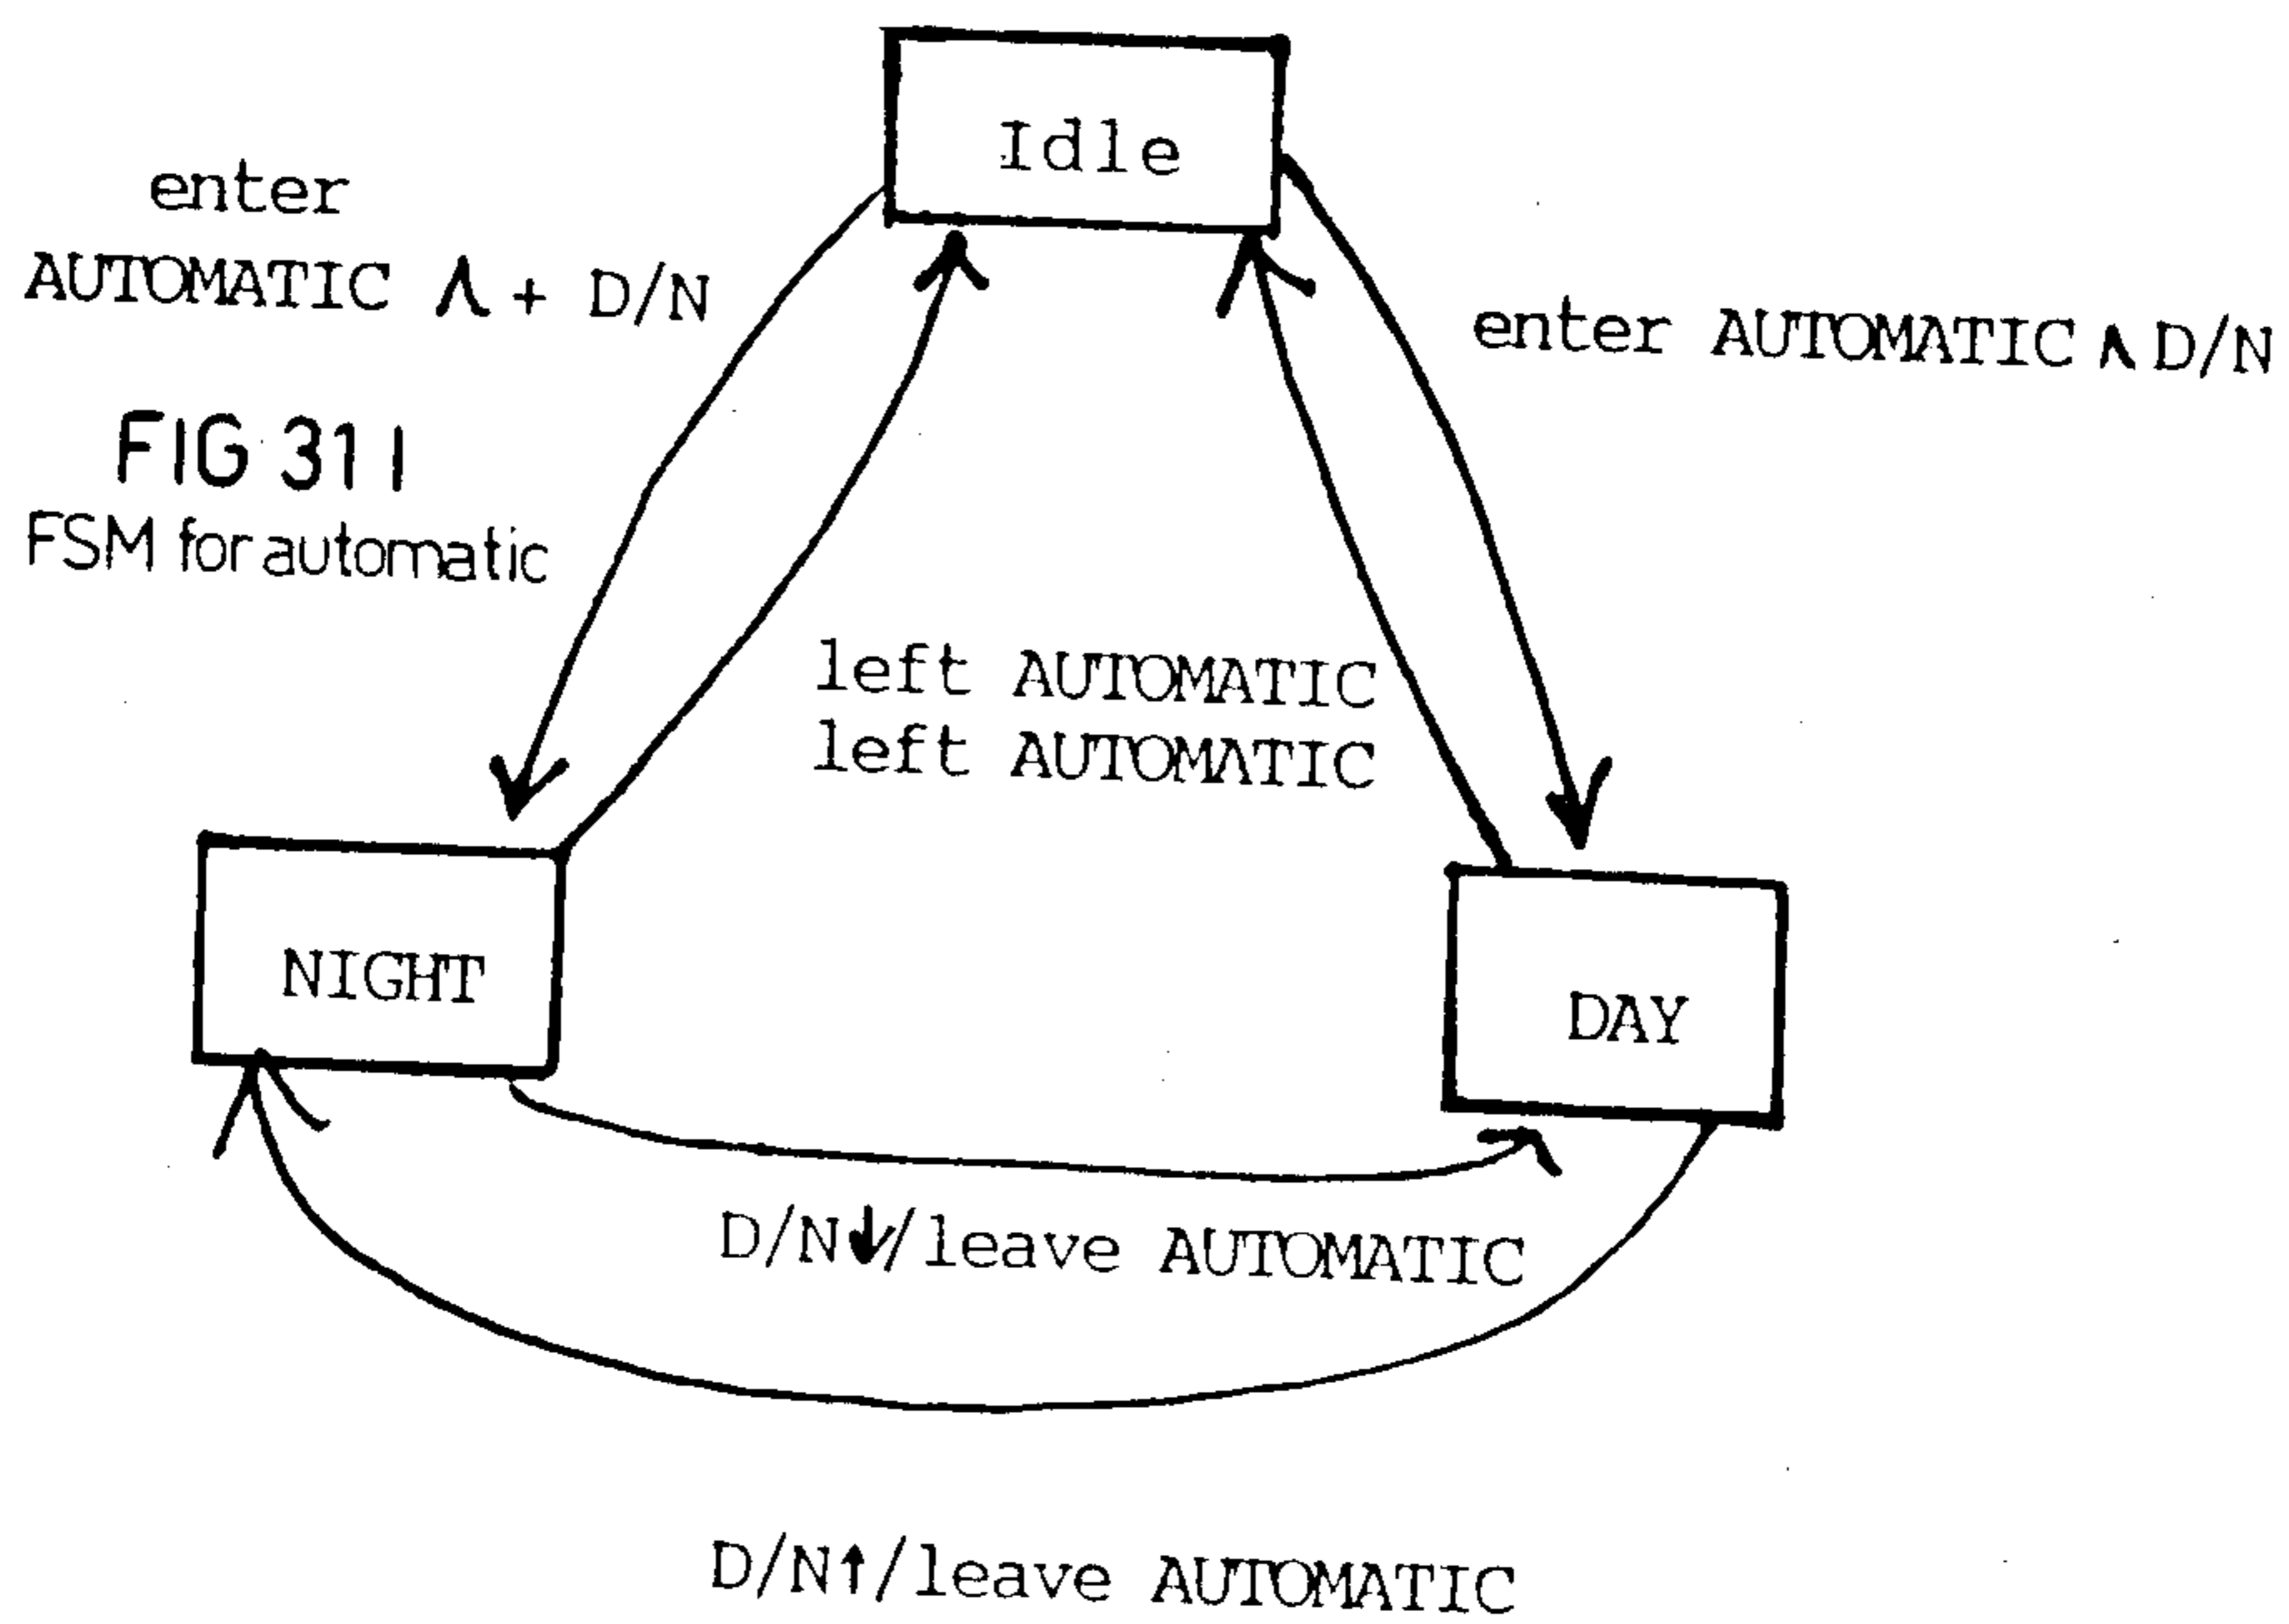 Idle
enter
AUTOMATIC ∧ + D/N
enter AUTOMATIC ∧ D/N
FIG 311
FSM for automatic
left AUTOMATIC
left AUTOMATIC
NIGHT
DAY
D/N↓/leave AUTOMATIC
D/N↑/leave AUTOMATIC